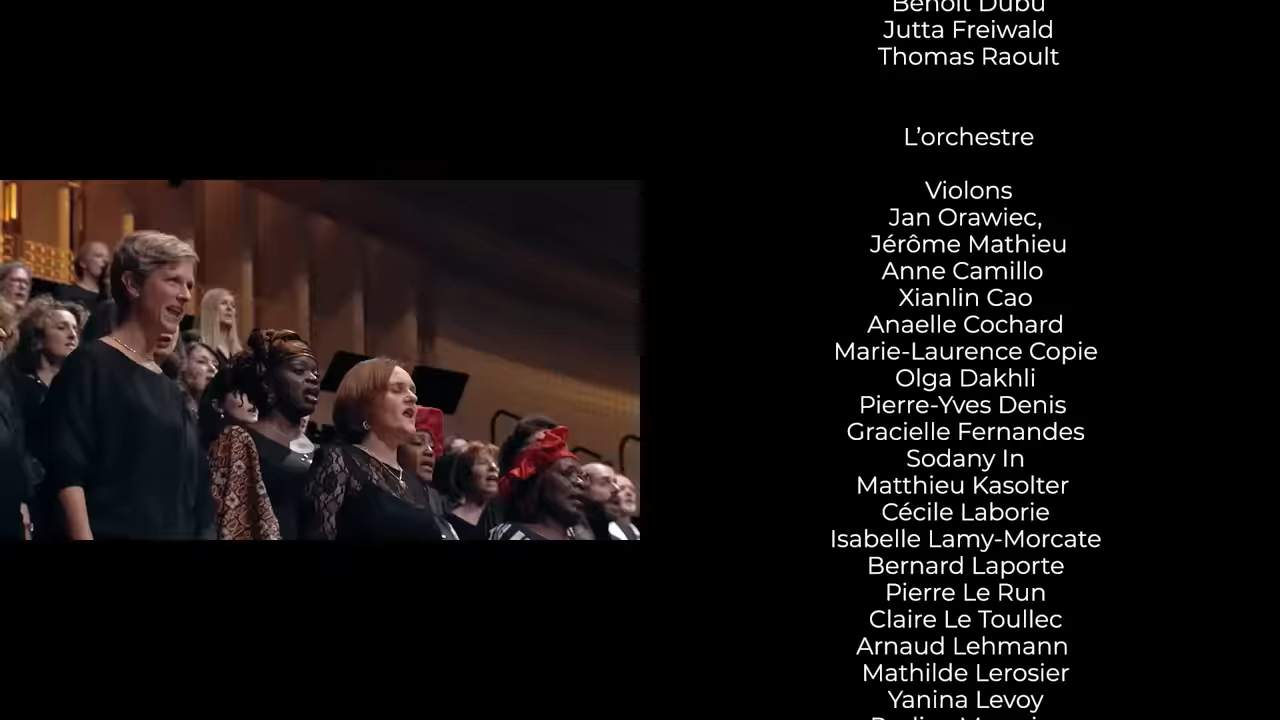 Benoît Dubu
Jutta Freiwald
Thomas Raoult
L’orchestre
Violons
Jan Orawiec,
Jérôme Mathieu
Anne Camillo
Xianlin Cao
Anaelle Cochard
Marie-Laurence Copie
Olga Dakhli
Pierre-Yves Denis
Gracielle Fernandes
Sodany In
Matthieu Kasolter
Cécile Laborie
Isabelle Lamy-Morcate
Bernard Laporte
Pierre Le Run
Claire Le Toullec
Arnaud Lehmann
Mathilde Lerosier
Yanina Levoy